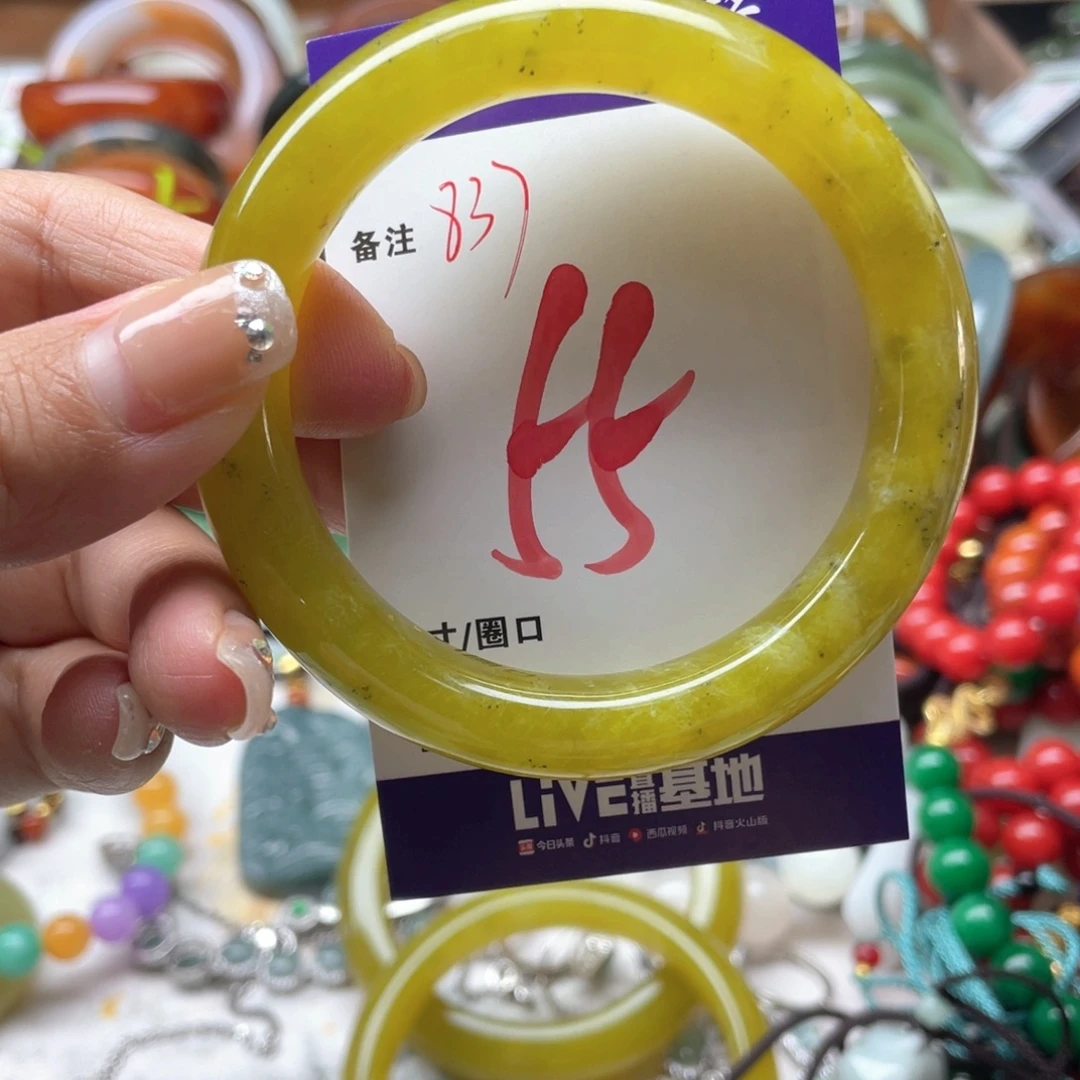 备注 837
55
寸/圈口
LiVE直播基地
今日头条 抖音 西瓜视频 抖音火山版